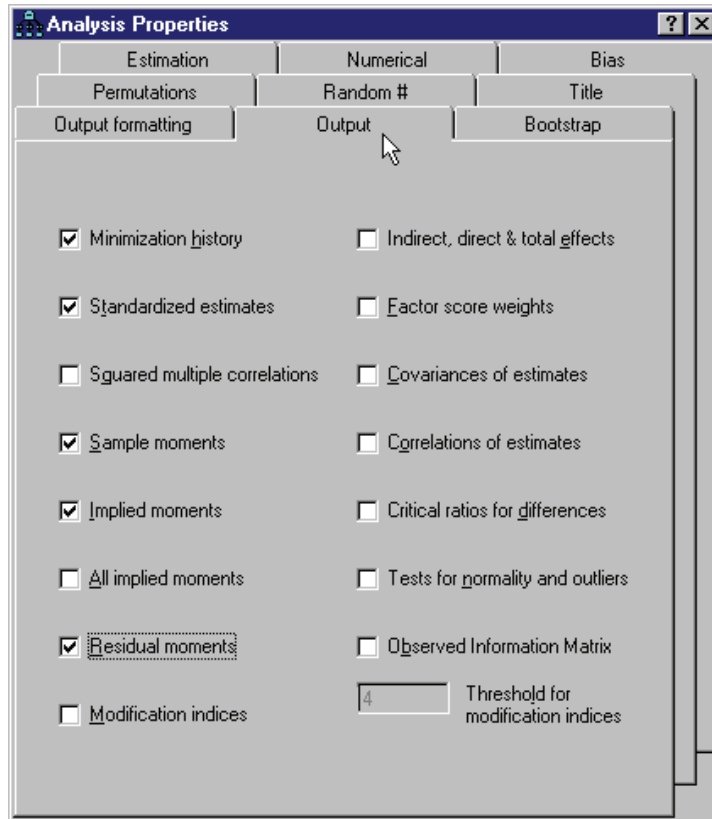 Analysis Properties
Estimation
Numerical
Bias
Permutations
Random #
Title
Output formatting
Output
Bootstrap
Minimization history
Standardized estimates
Squared multiple correlations
Sample moments
Implied moments
All implied moments
Residual moments
Modification indices
Indirect, direct & total effects
Factor score weights
Covariances of estimates
Correlations of estimates
Critical ratios for differences
Tests for normality and outliers
Observed Information Matrix
4
Threshold for
modification indices